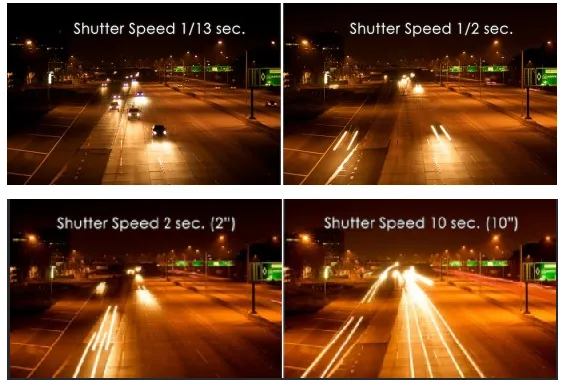 Shutter Speed 1/13 sec.
Shutter Speed 1/2 sec.
Shutter Speed 2 sec. (2")
Shutter Speed 10 sec. (10")